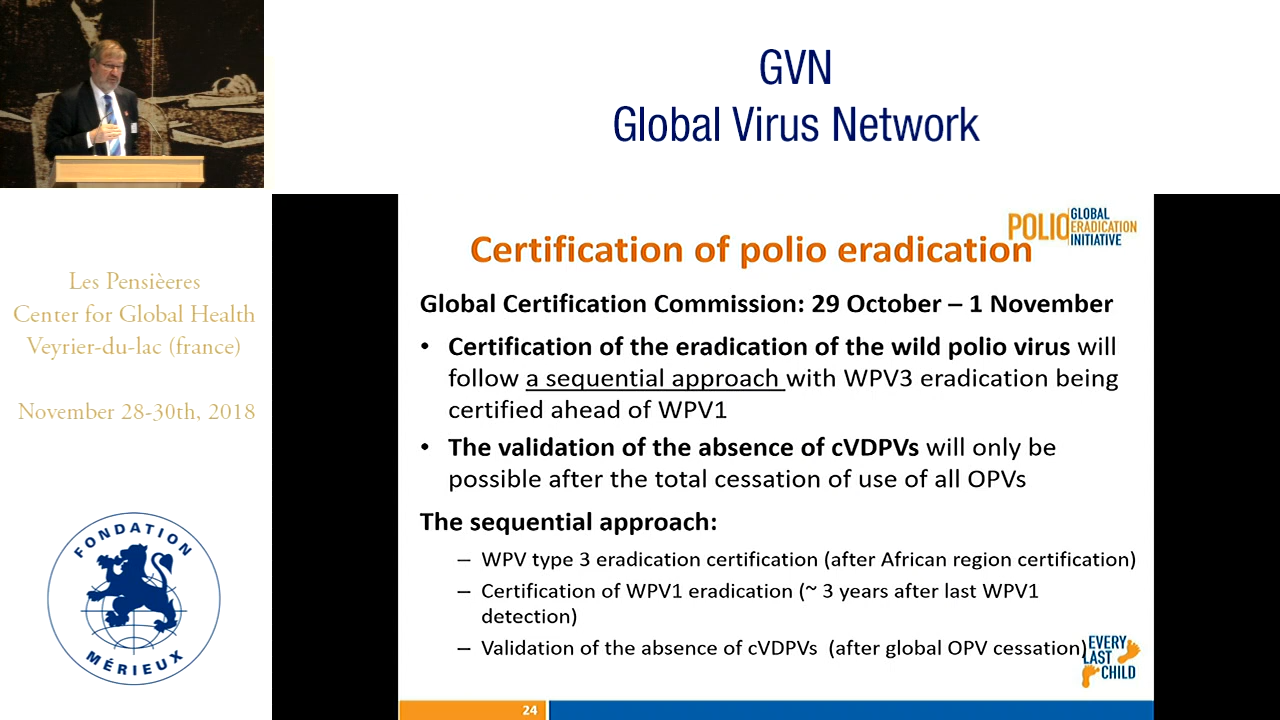 GVN
Global Virus Network
Les Pensièeres
Center for Global Health
Veyrier-du-lac (france)
November 28-30th, 2018
FONDATION
MÉRIEUX
POLIO GLOBAL
ERADICATION
INITIATIVE
Certification of polio eradication
Global Certification Commission: 29 October – 1 November
• Certification of the eradication of the wild polio virus will
follow a sequential approach with WPV3 eradication being
certified ahead of WPV1
• The validation of the absence of cVDPVs will only be
possible after the total cessation of use of all OPVs
The sequential approach:
– WPV type 3 eradication certification (after African region certification)
– Certification of WPV1 eradication (~ 3 years after last WPV1
detection)
– Validation of the absence of cVDPVs (after global OPV cessation)
EVERY
LAST
CHILD
24